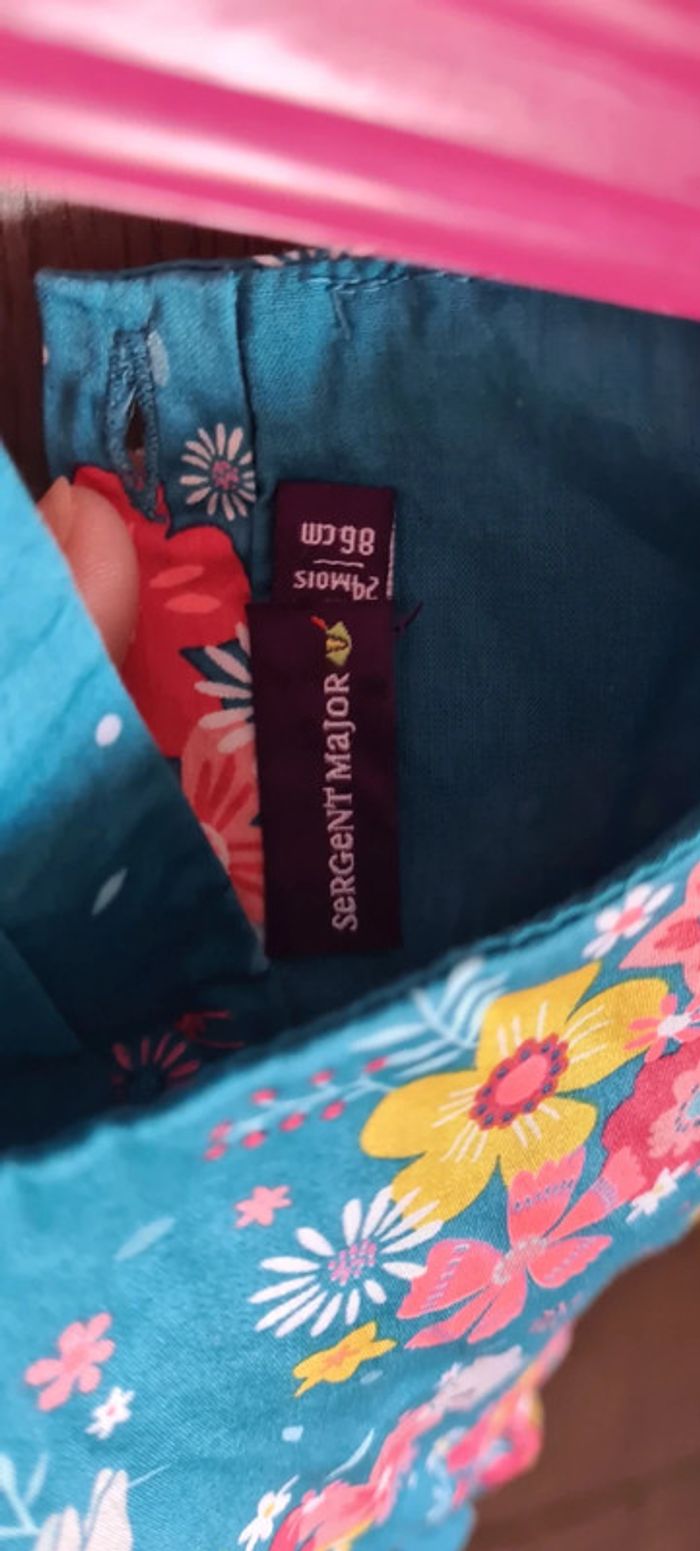 SeRGeNT MaJOR
24MOIS
86cm